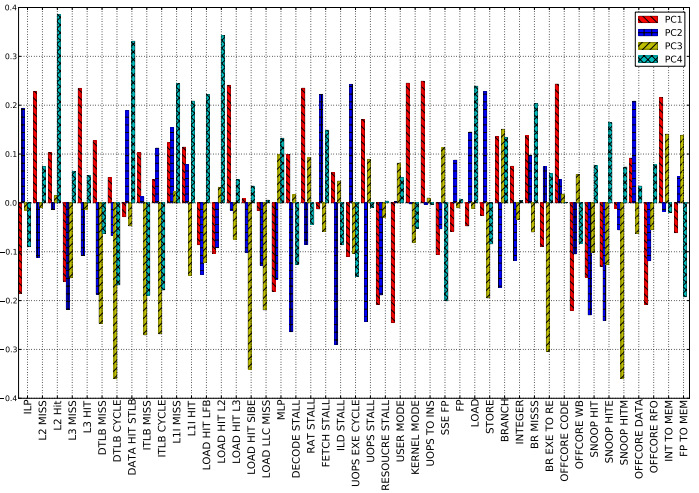 0.4
0.3
0.2
0.1
0.0
−0.1
−0.2
−0.3
−0.4
PC1
PC2
PC3
PC4
ILP
L2 MISS
L2 Hit
L3 MISS
L3 HIT
DTLB MISS
DTLB CYCLE
DATA HIT STLB
ITLB MISS
ITLB CYCLE
L1I MISS
L1I HIT
LOAD HIT LFB
LOAD HIT L2
LOAD HIT L3
LOAD HIT SIBE
LOAD LLC MISS
MLP
DECODE STALL
RAT STALL
FETCH STALL
ILD STALL
UOPS EXE CYCLE
UOPS STALL
RESOUCRE STALL
USER MODE
KERNEL MODE
UOPS TO INS
SSE FP
FP
LOAD
STORE
BRANCH
INTEGER
BR MISSS
BR EXE TO RE
OFFCORE CODE
OFFCORE WB
SNOOP HIT
SNOOP HITE
SNOOP HITM
OFFCORE DATA
OFFCORE RFO
INT TO MEM
FP TO MEM